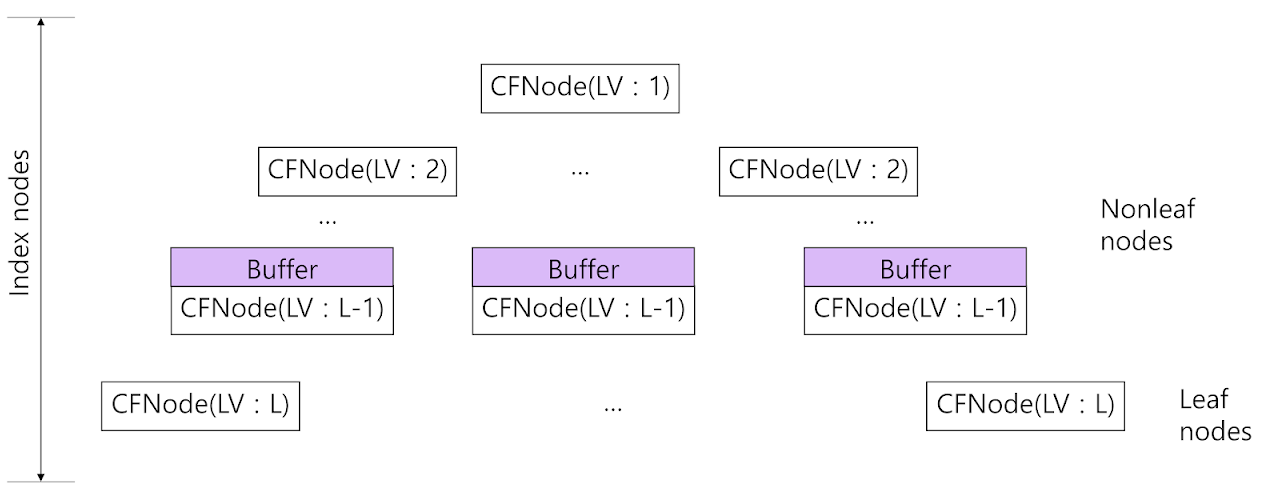 CFNode(LV : 1)
CFNode(LV : 2)
...
CFNode(LV : 2)
...
...
Index nodes
Nonleaf
nodes
Buffer
Buffer
Buffer
CFNode(LV : L-1)
CFNode(LV : L-1)
CFNode(LV : L-1)
CFNode(LV : L)
...
CFNode(LV : L)
Leaf
nodes